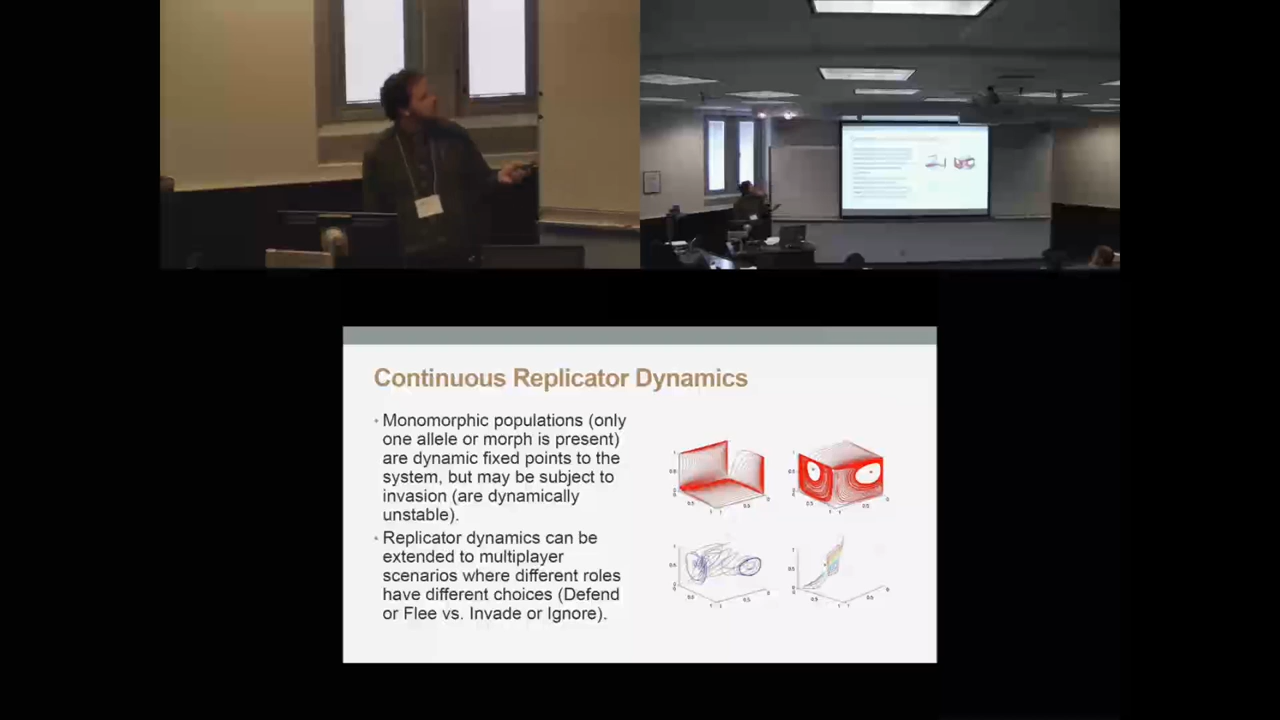 Continuous Replicator Dynamics
• Monomorphic populations (only
one allele or morph is present)
are dynamic fixed points to the
system, but may be subject to
invasion (are dynamically
unstable).
• Replicator dynamics can be
extended to multiplayer
scenarios where different roles
have different choices (Defend
or Flee vs. Invade or Ignore).